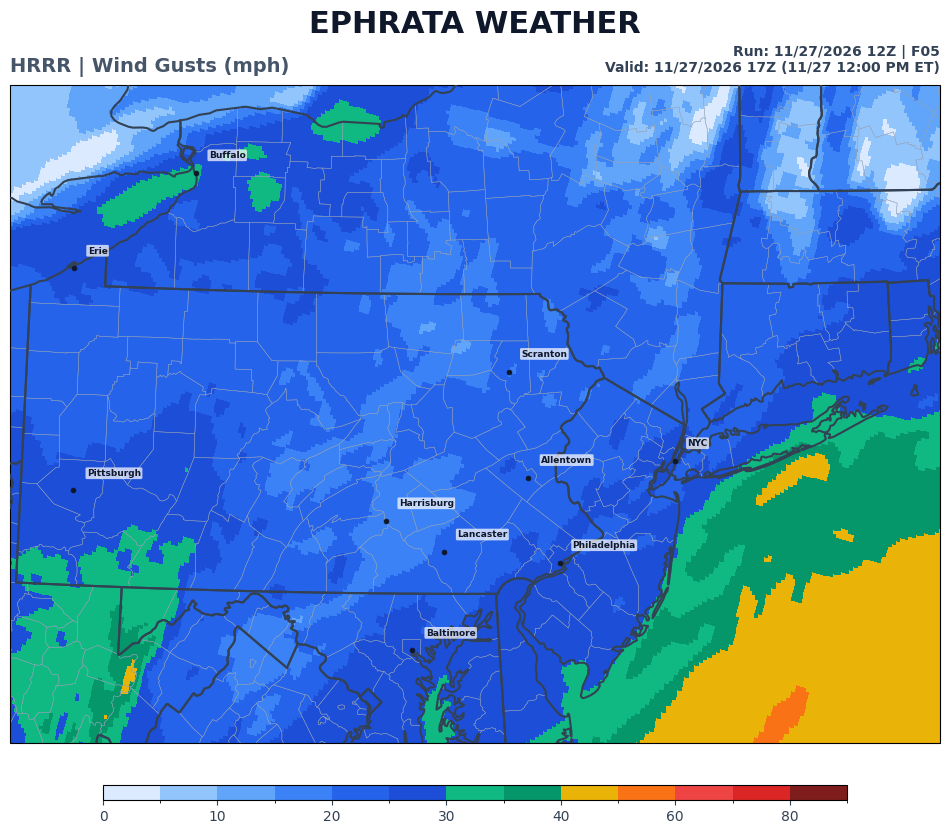 EPHRATA WEATHER
HRRR | Wind Gusts (mph)
Run: 11/27/2026 12Z | F05
Valid: 11/27/2026 17Z (11/27 12:00 PM ET)
Buffalo
Erie
Scranton
NYC
Allentown
Pittsburgh
Harrisburg
Lancaster
Philadelphia
Baltimore
0 10 20 30 40 50 60 70 80